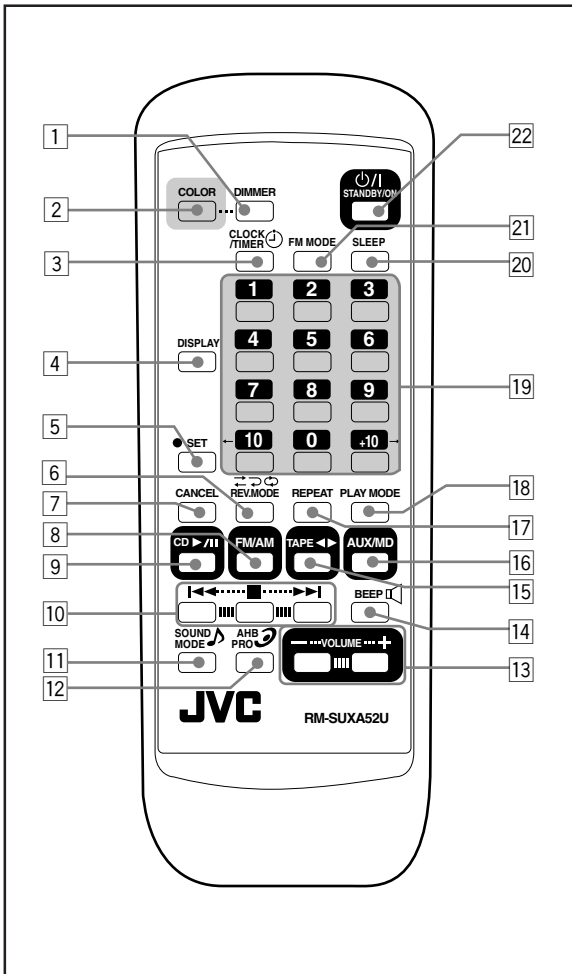 1
22
STANDBY/ON
2
COLOR DIMMER
21
3
CLOCK
/TIMER FM MODE SLEEP
20
1 2 3
4
DISPLAY
4 5 6
19
7 8 9
5
SET
10 0 +10
6
18
7
CANCEL REV.MODE REPEAT PLAY MODE
17
8
CD FM/AM TAPE AUX/MD
9
16
15
10
BEEP
14
SOUND
MODE
AHB
PRO
VOLUME
11
12
13
JVC
RM-SUXA52U